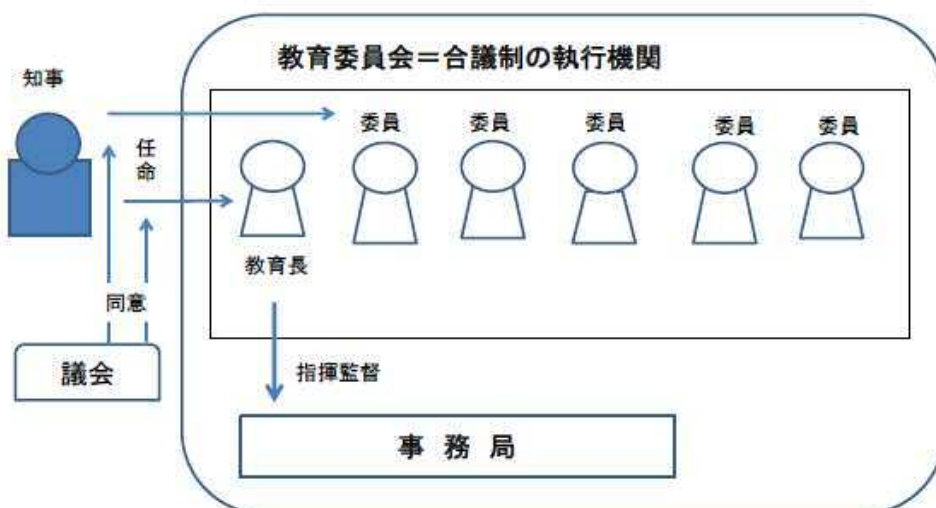 教育委員会＝合議制の執行機関
知事
委員 委員 委員 委員 委員
任命
教育長
同意
議会
指揮監督
事 務 局